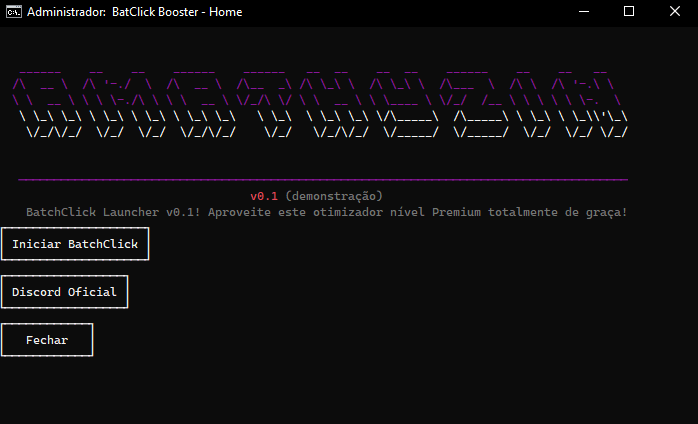 Administrador: BatClick Booster - Home
v0.1 (demonstração)
BatchClick Launcher v0.1! Aproveite este otimizador nível Premium totalmente de graça!
Iniciar BatchClick
Discord Oficial
Fechar